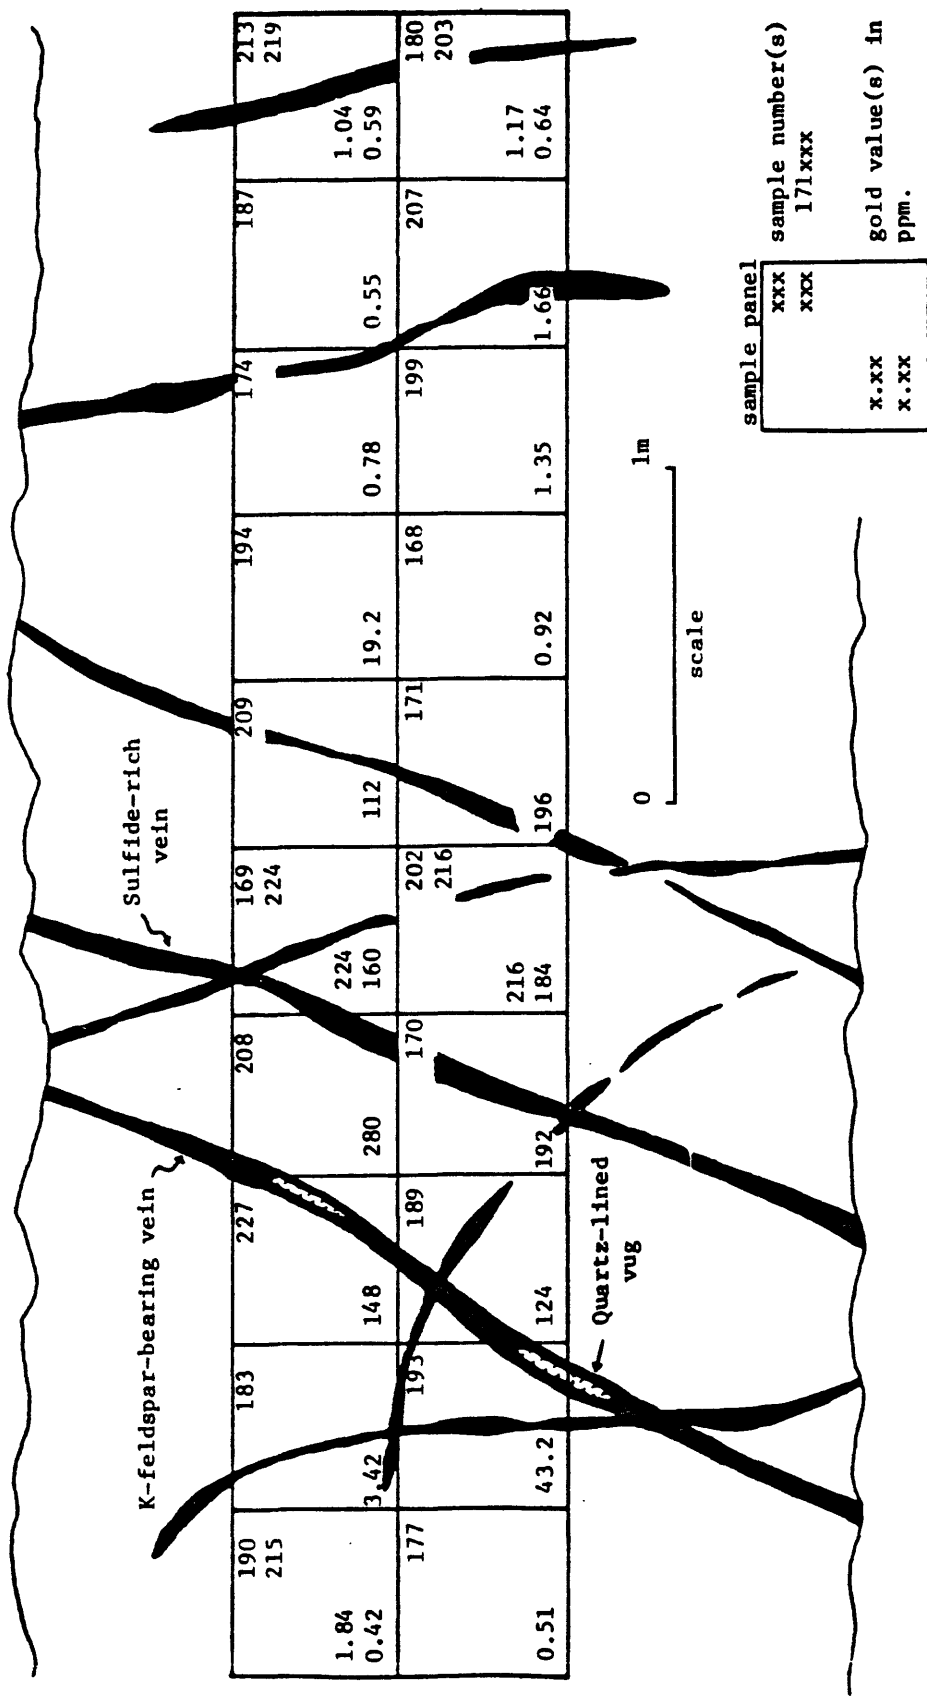 K-feldspar-bearing vein
Sulfide-rich
vein
190 183 227 208 169 209 194 174 187 213
215 224 219
1.84 224 1.04
0.42 3.42 148 280 160 112 19.2 0.78 0.55 0.59
177 193 189 170 202 171 168 199 207 180
216 203
216 1.17
0.51 43.2 124 192 184 196 0.92 1.35 1.66 0.64
Quartz-lined
vug
0 1m
scale
sample panel
xxx sample number(s)
xxx 171xxx
x.xx gold value(s) in
x.xx ppm.